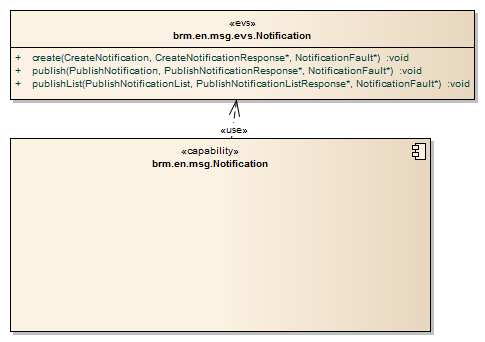 «evs»
brm.en.msg.evs.Notification
+ create(CreateNotification, CreateNotificationResponse*, NotificationFault*) :void
+ publish(PublishNotification, PublishNotificationResponse*, NotificationFault*) :void
+ publishList(PublishNotificationList, PublishNotificationListResponse*, NotificationFault*) :void
«use»
«capability»
brm.en.msg.Notification